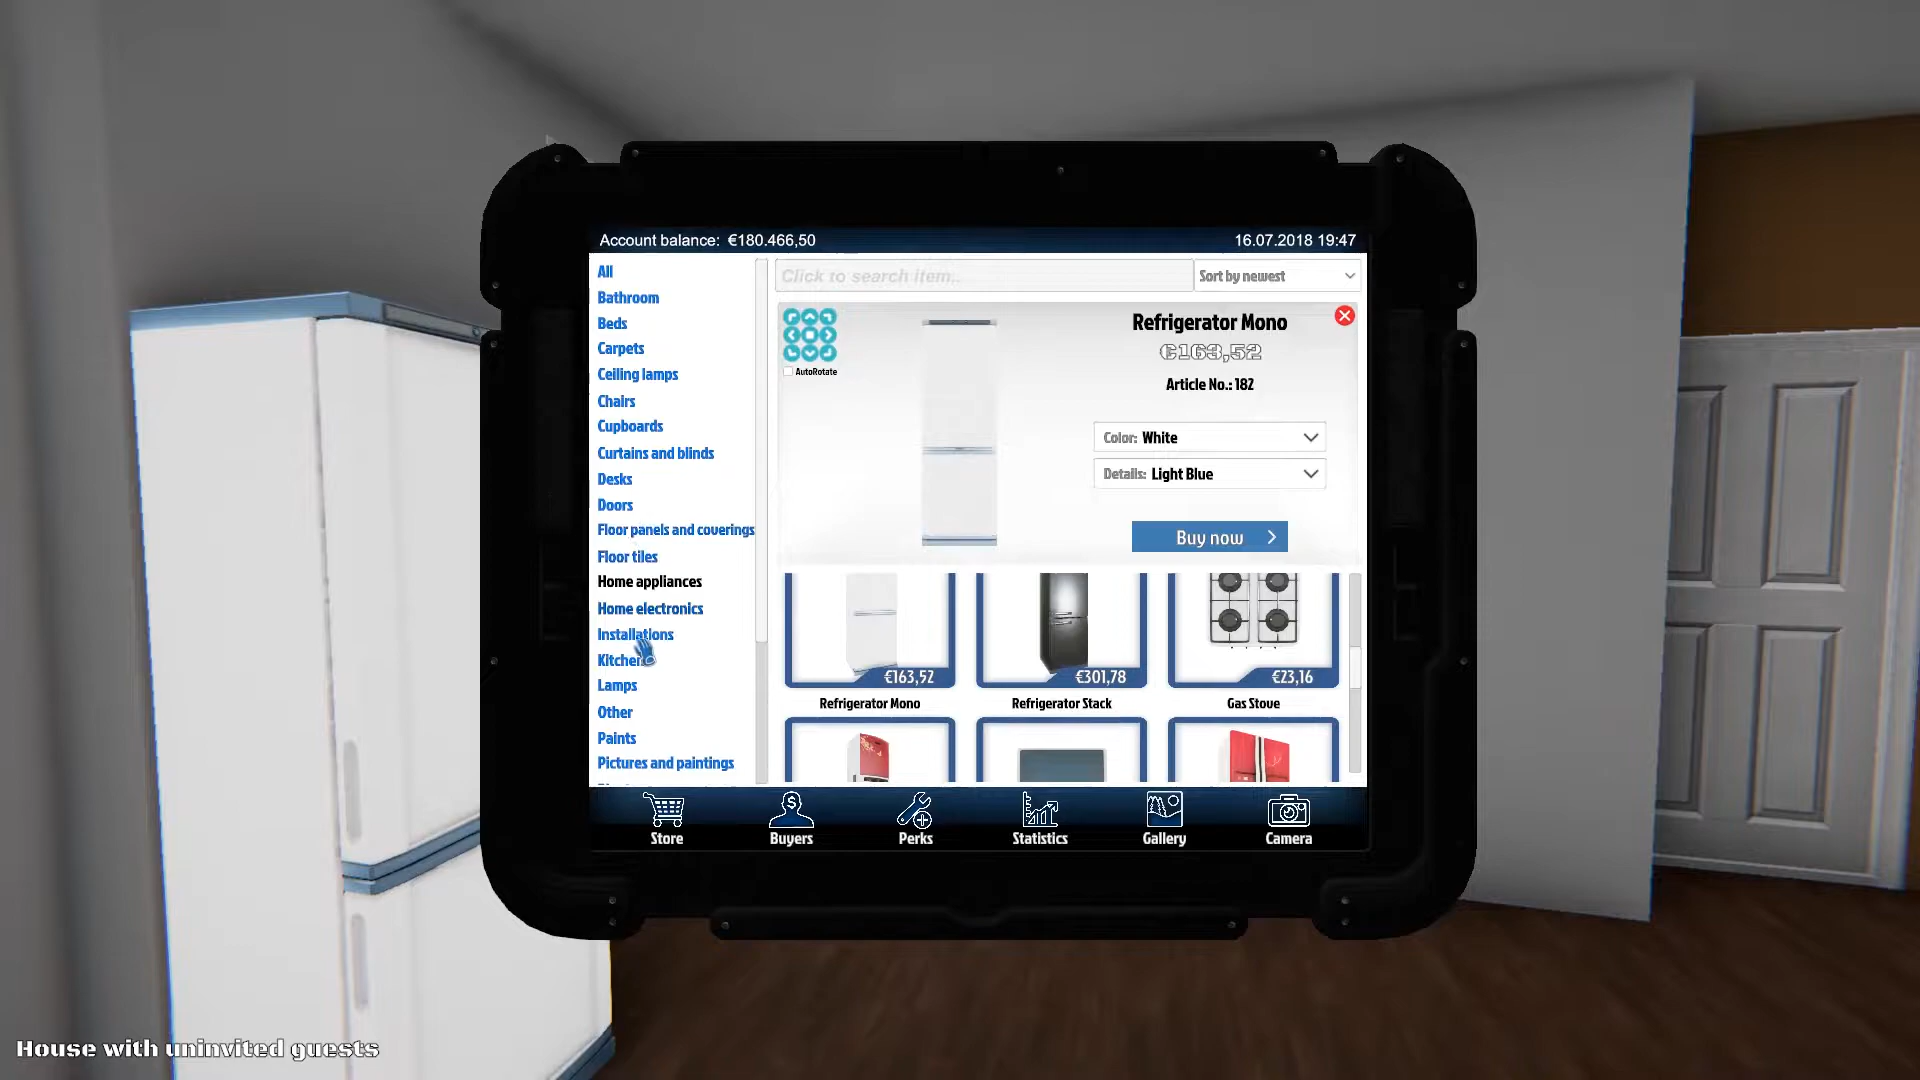 Account balance: €180.466,50
16.07.2018 19:47
All
Bathroom
Beds
Carpets
Ceiling lamps
Chairs
Cupboards
Curtains and blinds
Desks
Doors
Floor panels and coverings
Floor tiles
Home appliances
Home electronics
Installations
Kitchen
Lamps
Other
Paints
Pictures and paintings
Click to search item..
Sort by newest
AutoRotate
Refrigerator Mono
€163,52
Article No.: 182
Color: White
Details: Light Blue
Buy now
€163,52
€301,78
€23,16
Refrigerator Mono
Refrigerator Stack
Gas Stove
Store
Buyers
Perks
Statistics
Gallery
Camera
House with uninvited guests